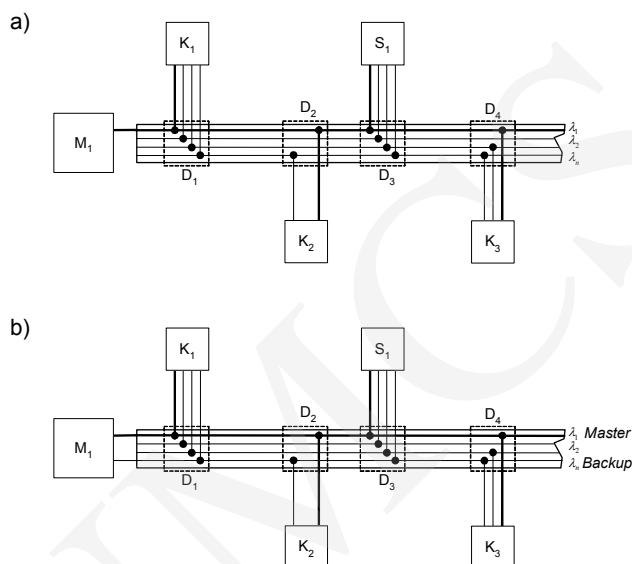 a)
K1
S1
M1
D2
D4
λ1
λ2
λn
D1
D3
K2
K3
b)
K1
S1
D2
D4
M1
λ1 Master
λ2
λn Backup
D1
D3
K2
K3
MCS